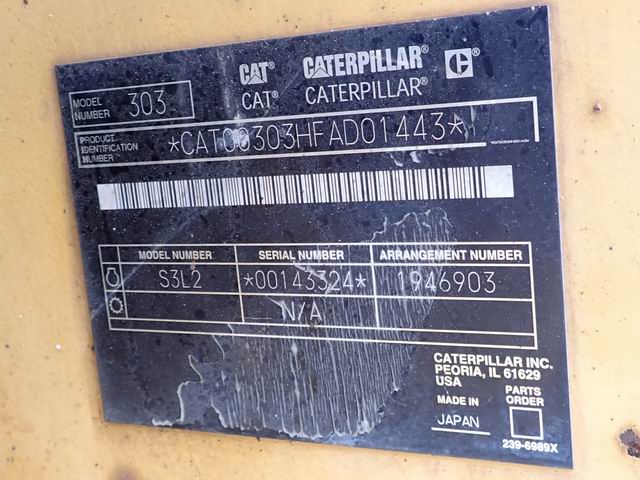 CAT® CATERPILLAR®
CAT® CATERPILLAR®
MODEL NUMBER 303
PRODUCT IDENTIFICATION NUMBER *CAT00303HFAD01443*
MODEL NUMBER SERIAL NUMBER ARRANGEMENT NUMBER
S3L2 *00143324* 1946903
N/A
CATERPILLAR INC.
PEORIA, IL 61629
USA
MADE IN JAPAN
PARTS ORDER
239-6989X